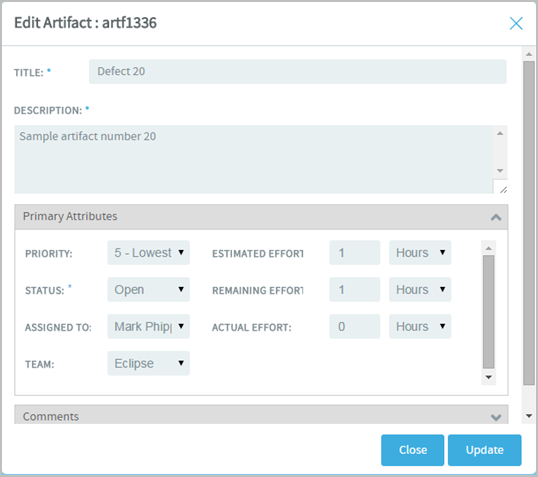 Edit Artifact : artf1336
TITLE: * Defect 20
DESCRIPTION: *
Sample artifact number 20
Primary Attributes
PRIORITY: 5 - Lowest ESTIMATED EFFORT 1 Hours
STATUS: * Open REMAINING EFFORT 1 Hours
ASSIGNED TO: Mark Phipp ACTUAL EFFORT: 0 Hours
TEAM: Eclipse
Comments
Close Update